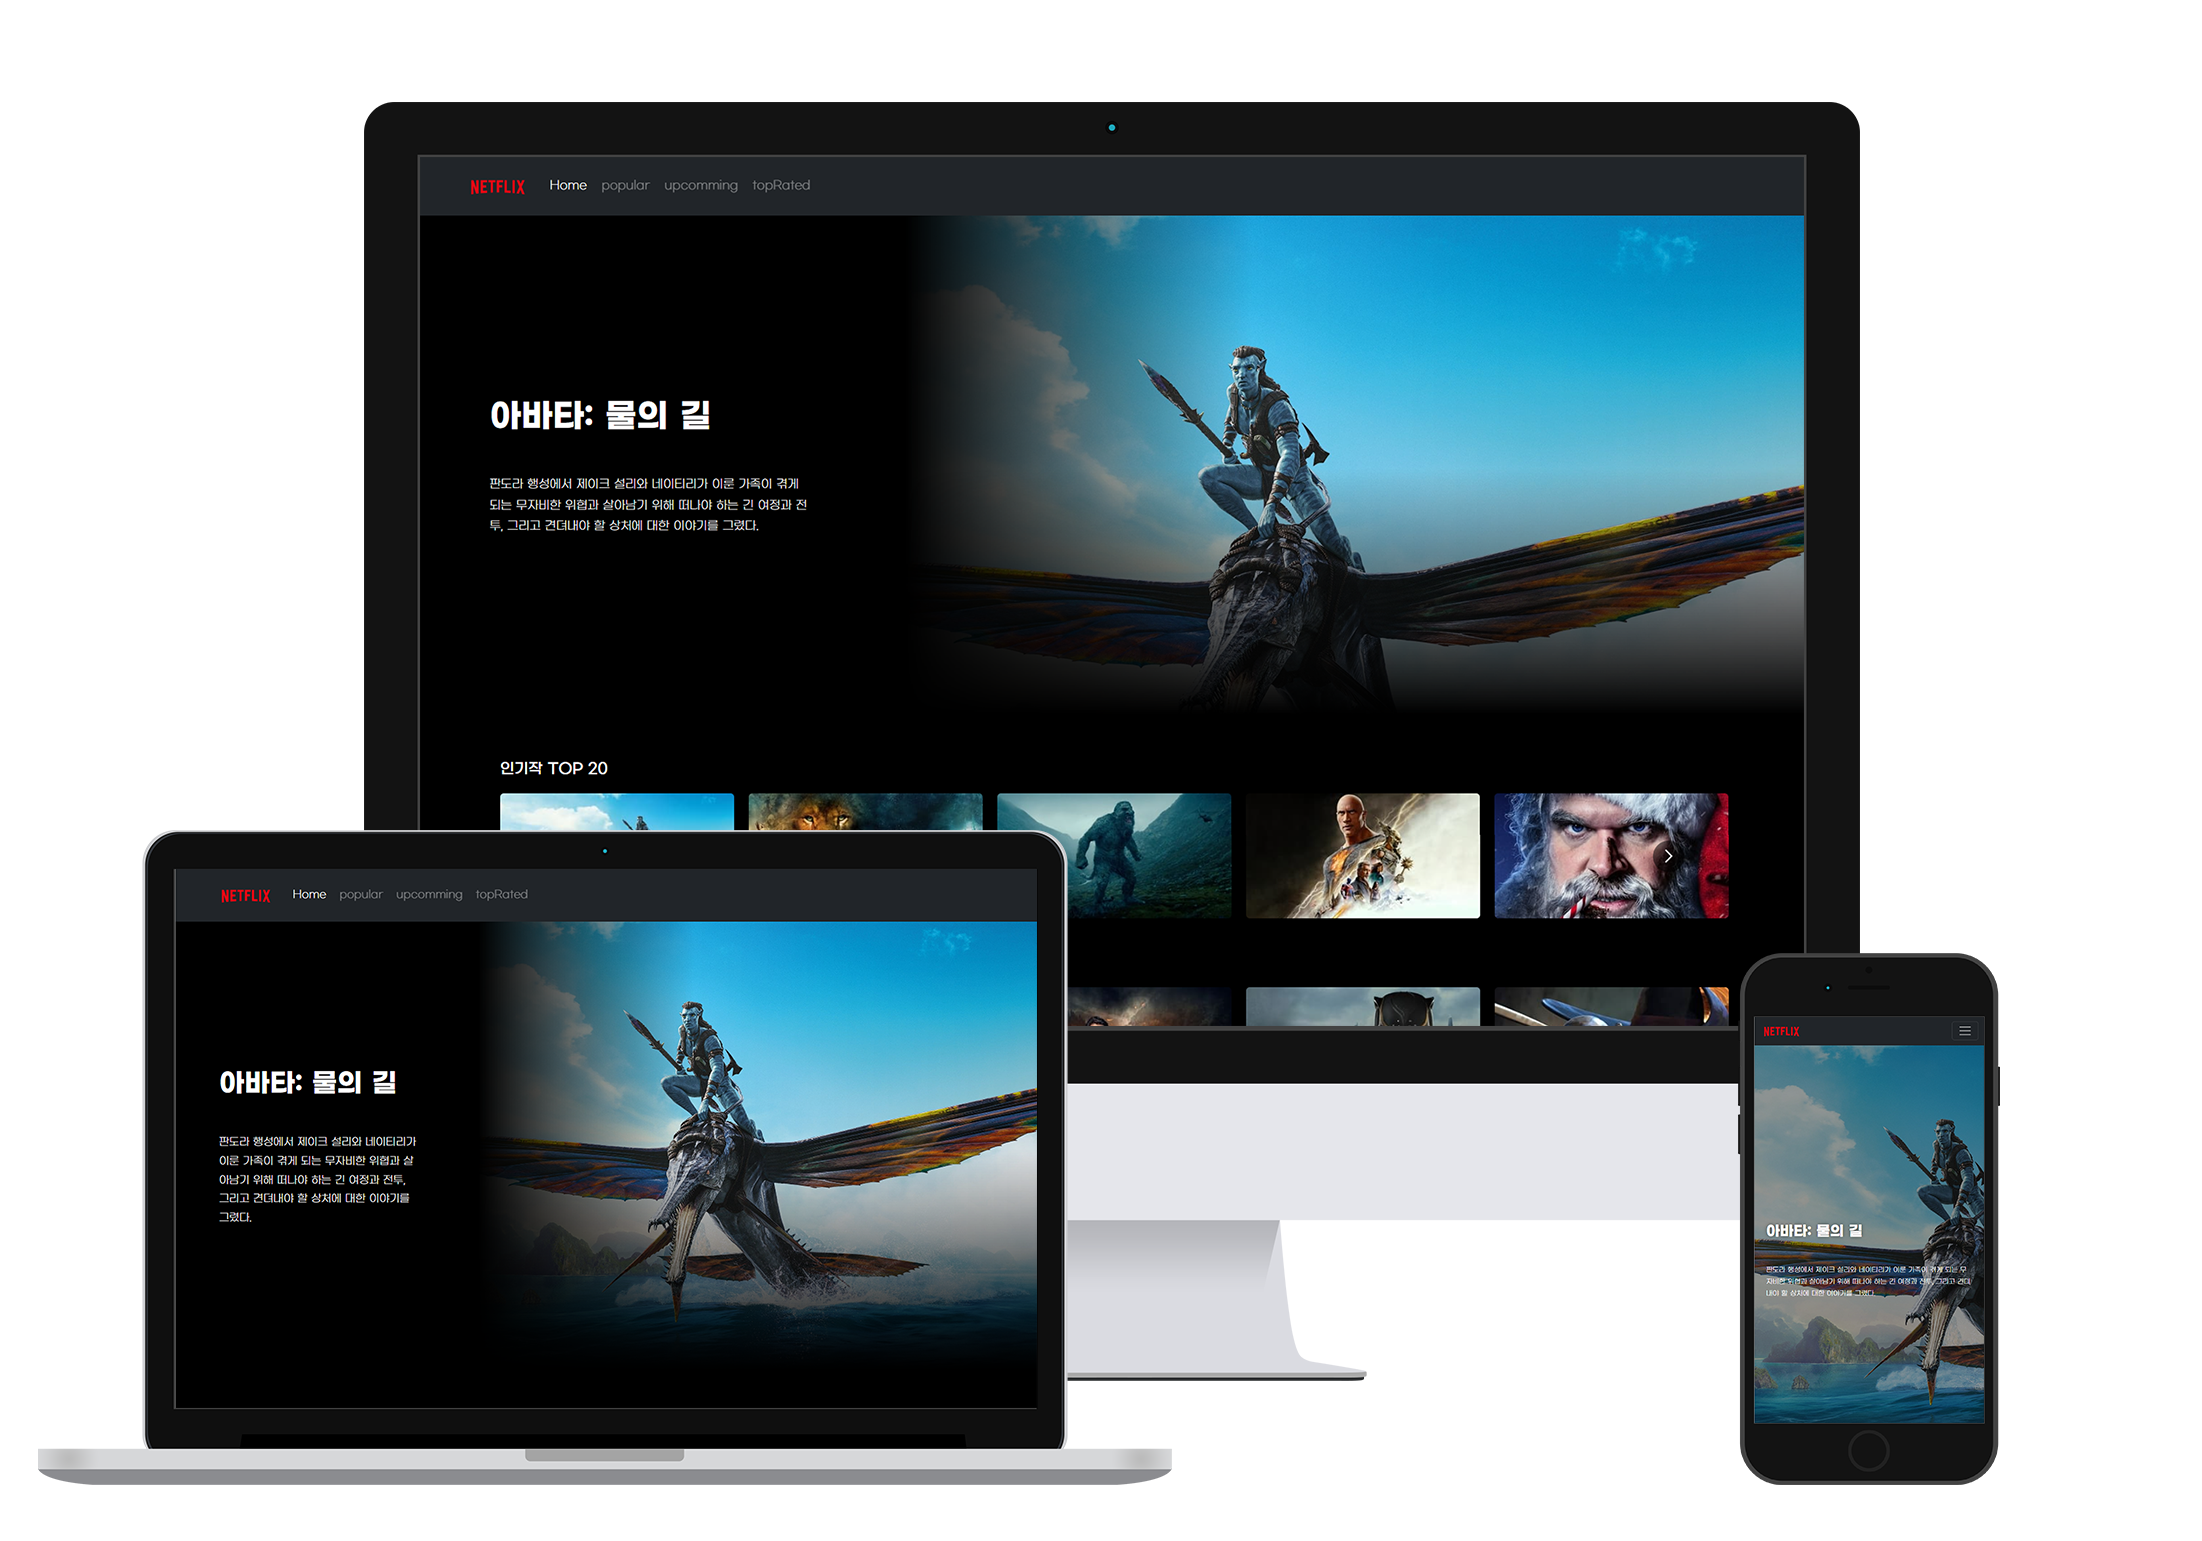 NETFLIX Home popular upcomming topRated
아바타: 물의 길
판도라 행성에서 제이크 설리와 네이티리가 이룬 가족이 겪게
되는 무자비한 위협과 살아남기 위해 떠나야 하는 긴 여정과 전
투, 그리고 견뎌내야 할 상처에 대한 이야기를 그렸다.
인기작 TOP 20
NETFLIX Home popular upcomming topRated
아바타: 물의 길
판도라 행성에서 제이크 설리와 네이티리가
이룬 가족이 겪게 되는 무자비한 위협과 살
아남기 위해 떠나야 하는 긴 여정과 전투,
그리고 견뎌내야 할 상처에 대한 이야기를
그렸다.
NETFLIX
아바타: 물의 길
판도라 행성에서 제이크 설리와 네이티리가 이룬 가족이 겪게 되는 무
자비한 위협과 살아남기 위해 떠나야 하는 긴 여정과 전투, 그리고 견뎌
내야 할 상처에 대한 이야기를 그렸다.